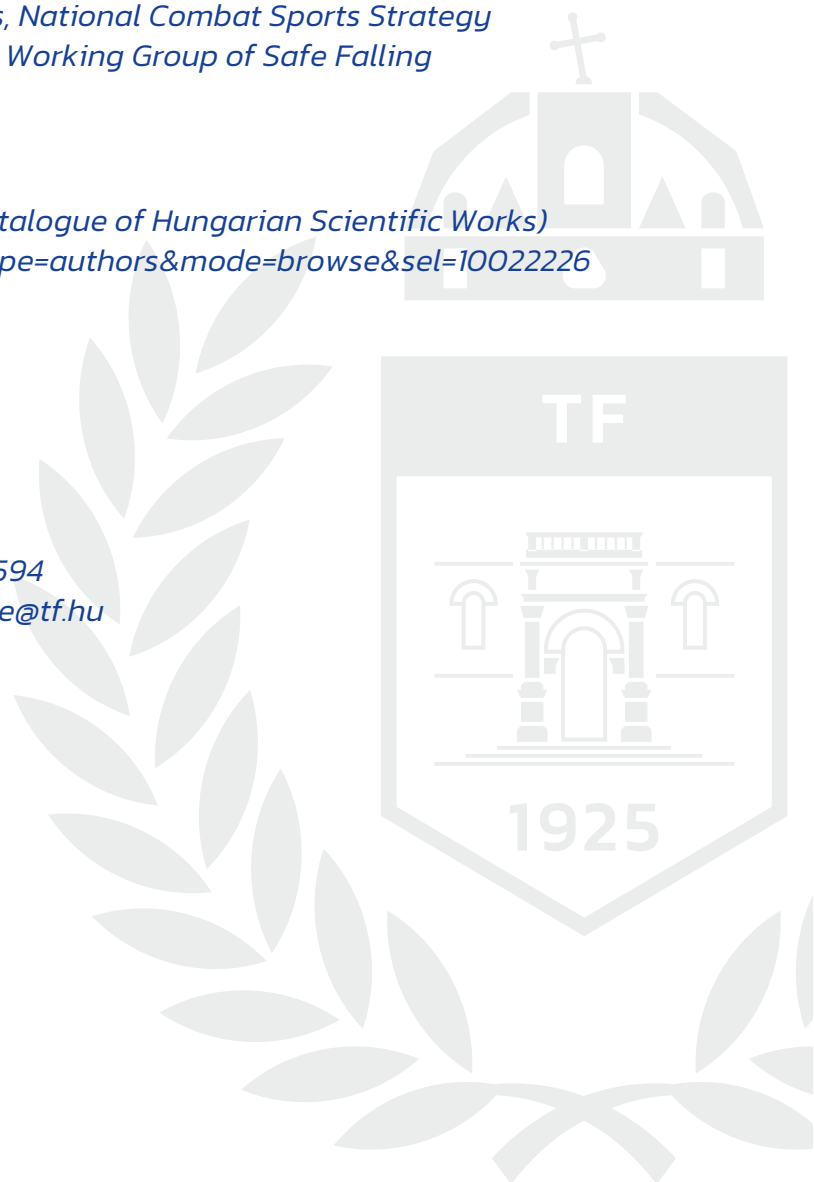 s, National Combat Sports Strategy
Working Group of Safe Falling
talogue of Hungarian Scientific Works)
pe=authors&mode=browse&sel=10022226
594
e@tf.hu
TF
1925